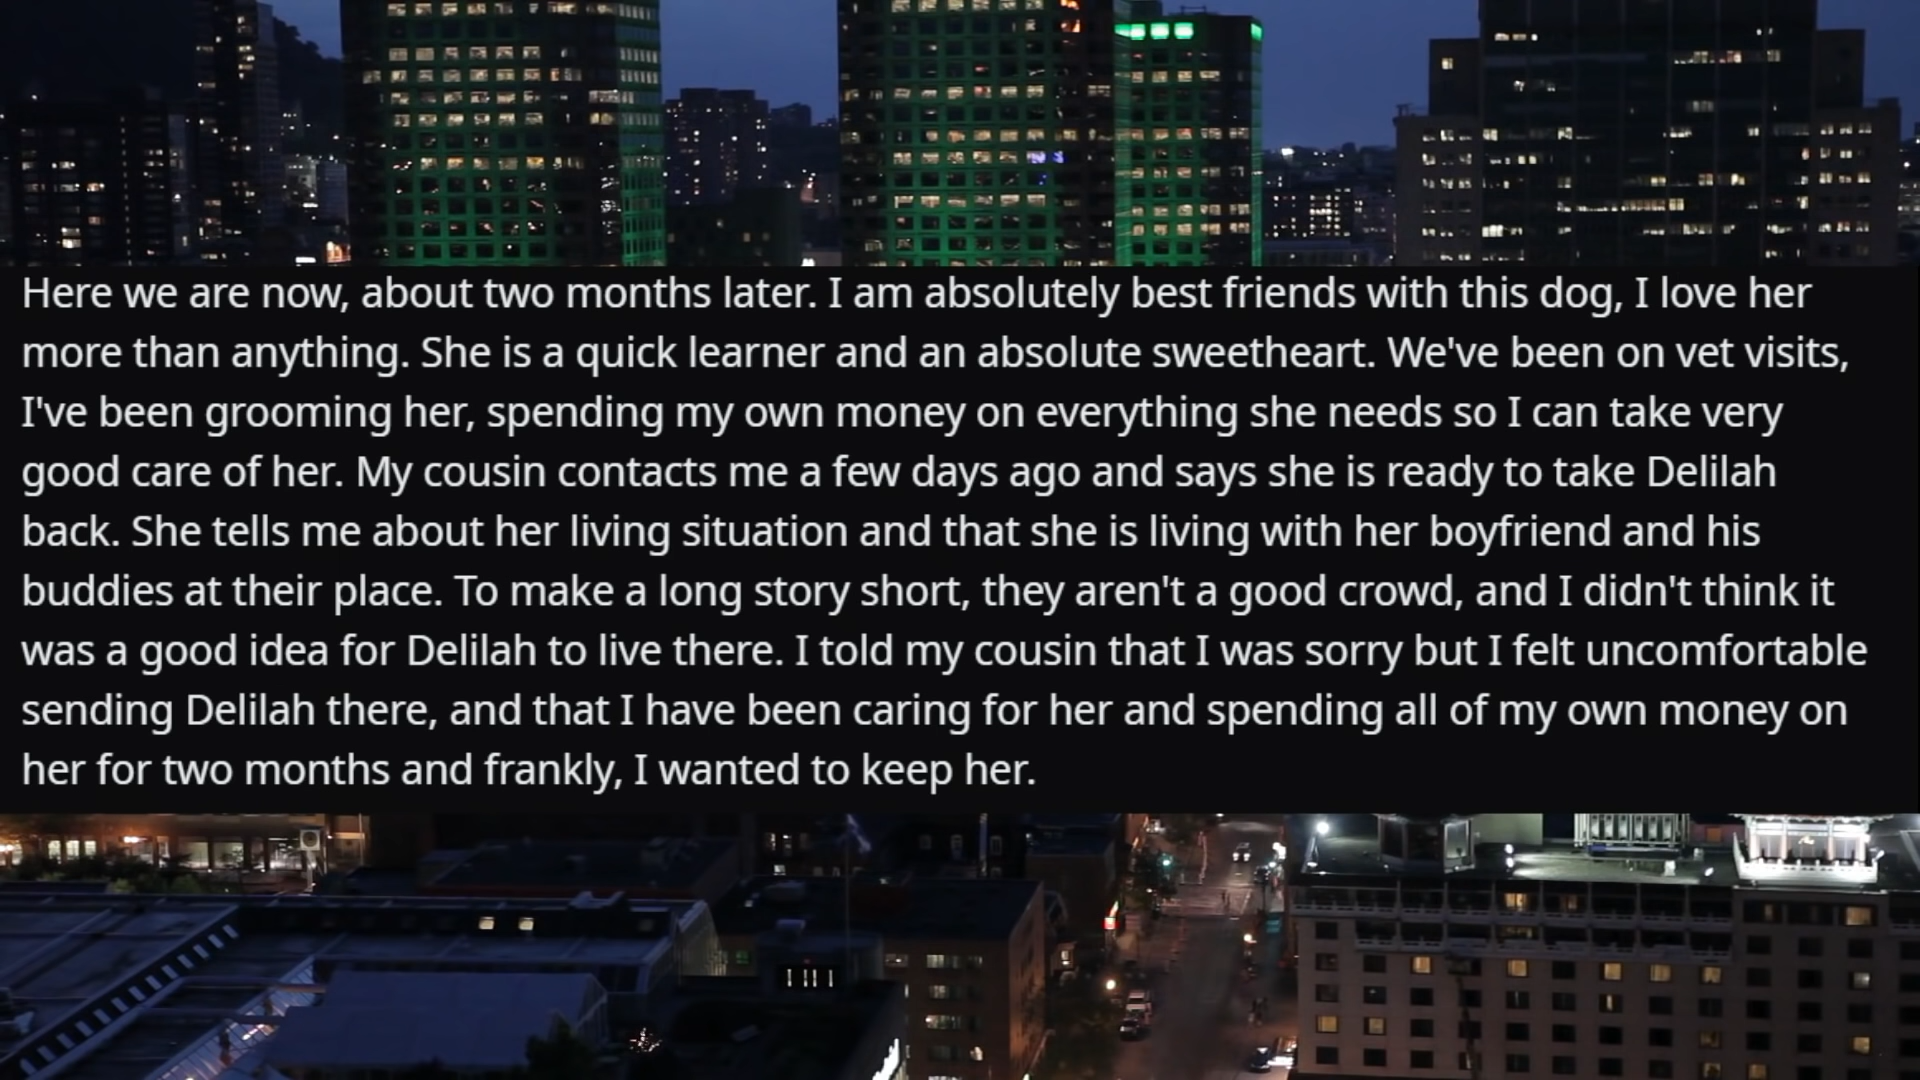 Here we are now, about two months later. I am absolutely best friends with this dog, I love her
more than anything. She is a quick learner and an absolute sweetheart. We've been on vet visits,
I've been grooming her, spending my own money on everything she needs so I can take very
good care of her. My cousin contacts me a few days ago and says she is ready to take Delilah
back. She tells me about her living situation and that she is living with her boyfriend and his
buddies at their place. To make a long story short, they aren't a good crowd, and I didn't think it
was a good idea for Delilah to live there. I told my cousin that I was sorry but I felt uncomfortable
sending Delilah there, and that I have been caring for her and spending all of my own money on
her for two months and frankly, I wanted to keep her.